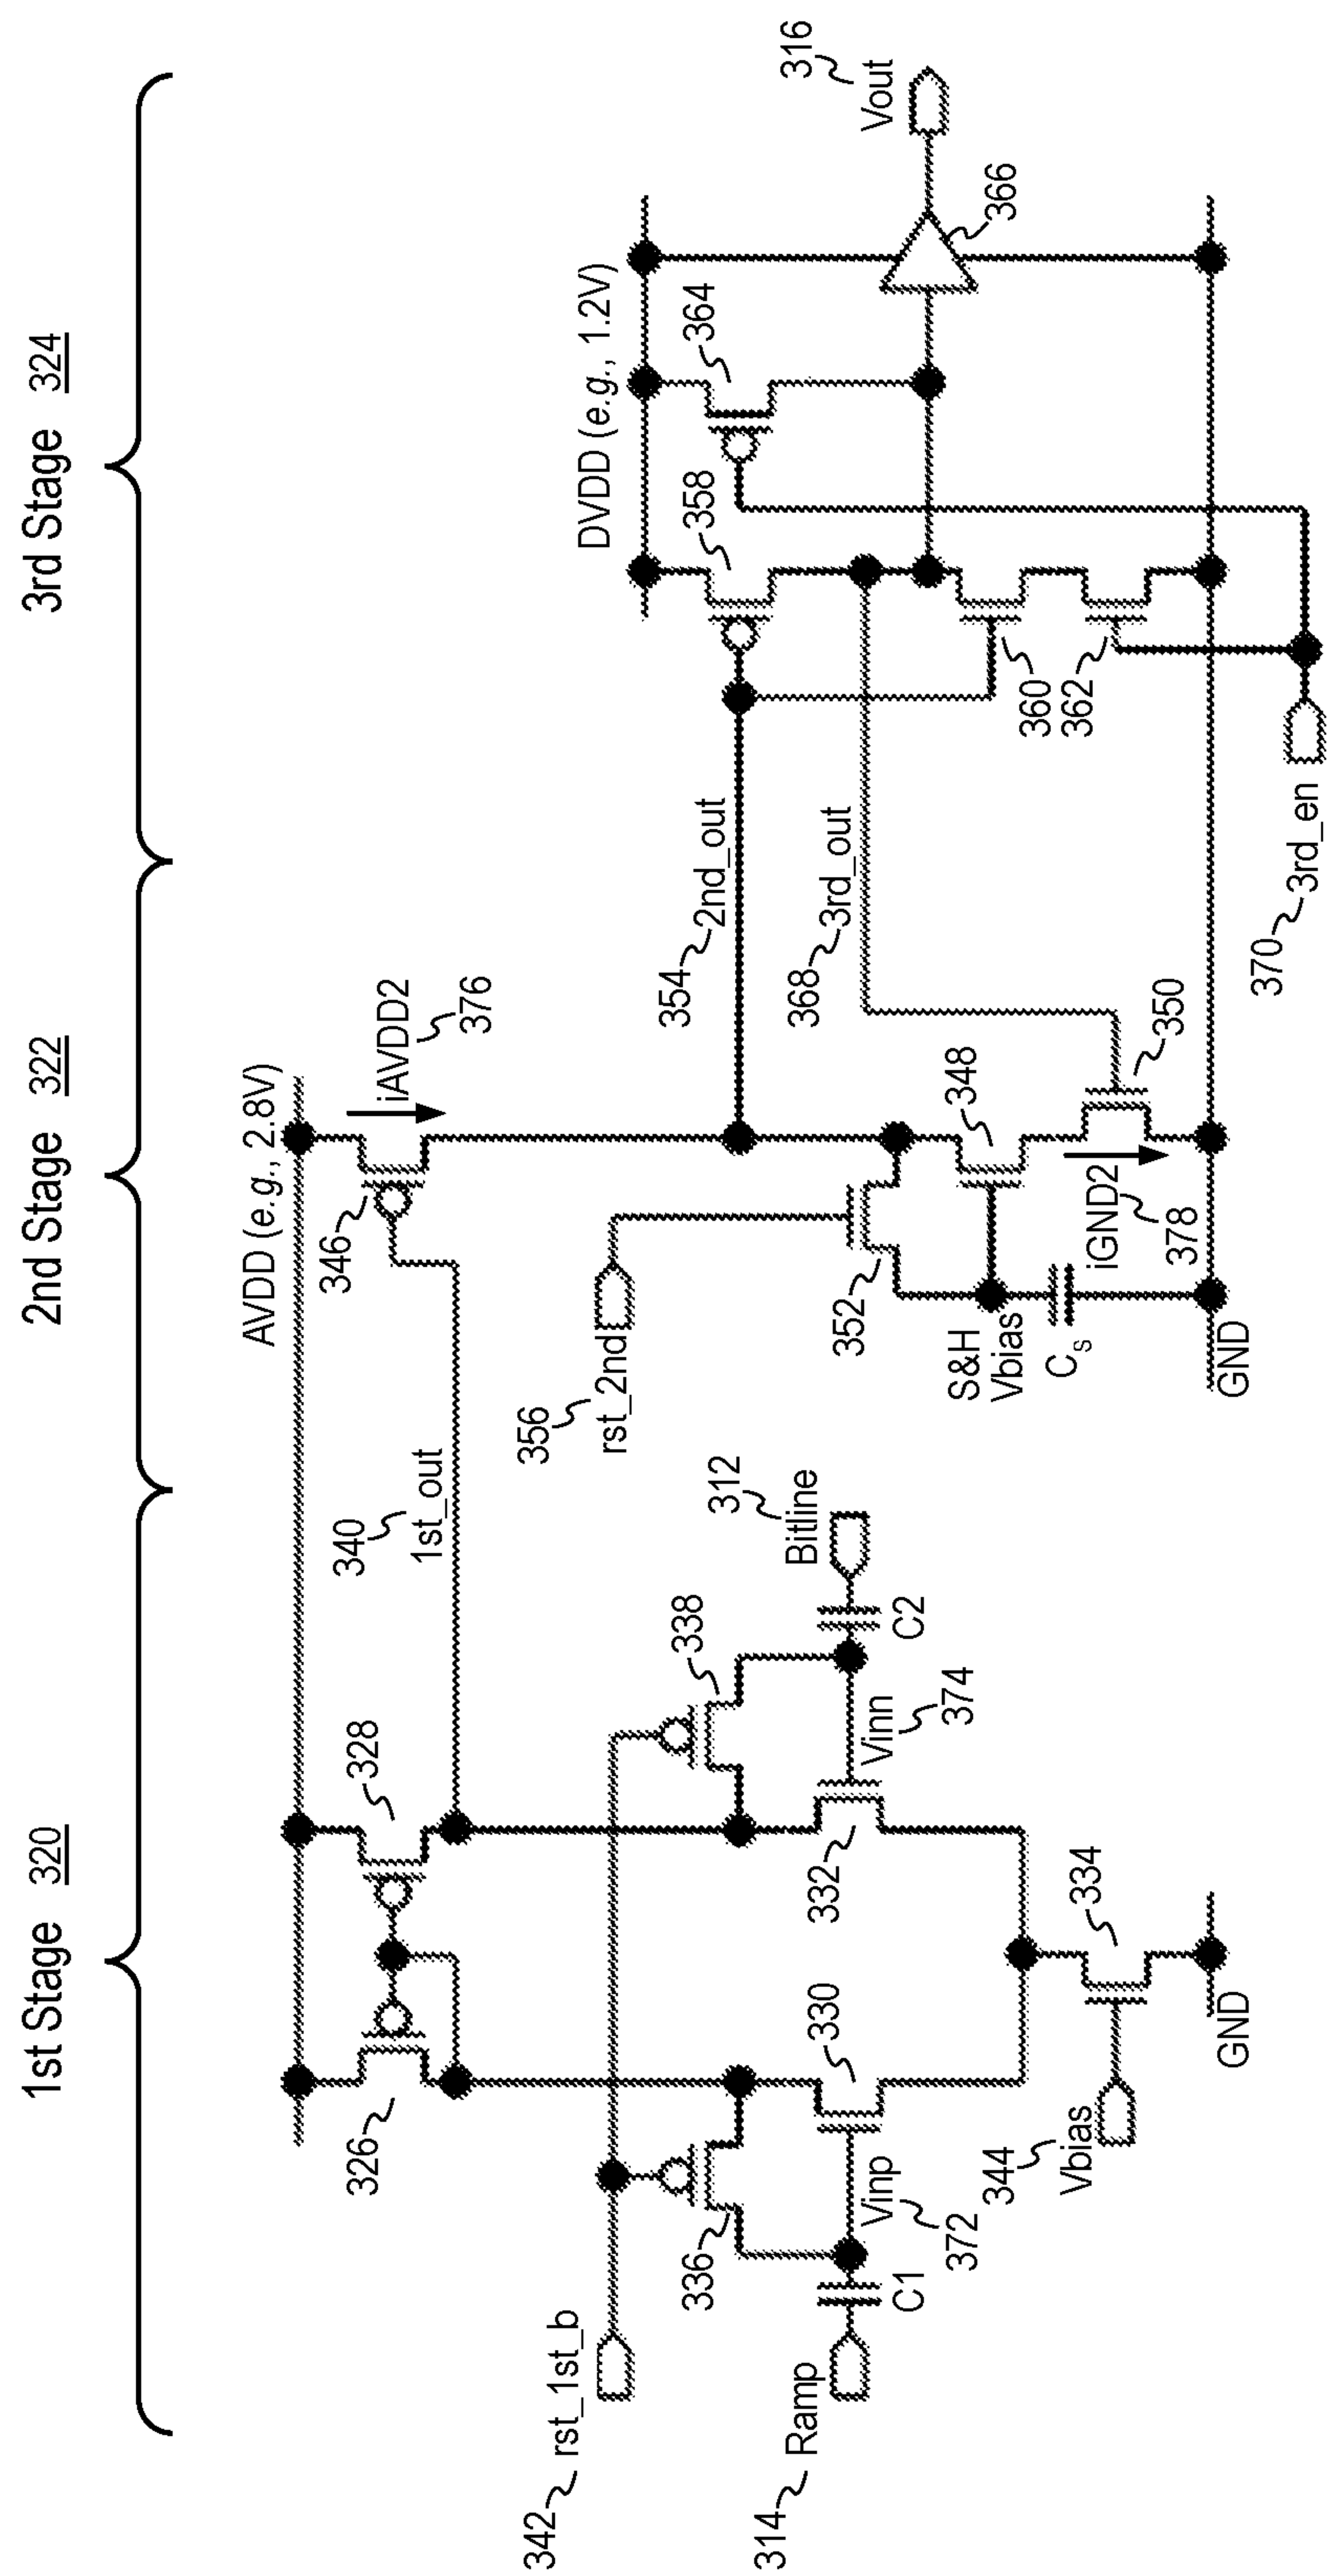 1st Stage 320
2nd Stage 322
3rd Stage 324
AVDD (e.g., 2.8V)
326
328
346
iAVDD2
376
340
1st_out
DVDD (e.g., 1.2V)
342 rst_1st_b
336
338
356
rst_2nd
354 2nd_out
358
364
316
Vout
366
314 Ramp
C1
Vinp
372
330
332
Vinn
374
C2
312
Bitline
352
348
368 3rd_out
S&H
Vbias
Cs
iGND2
378
350
360
362
344
Vbias
334
GND
GND
370 3rd_en